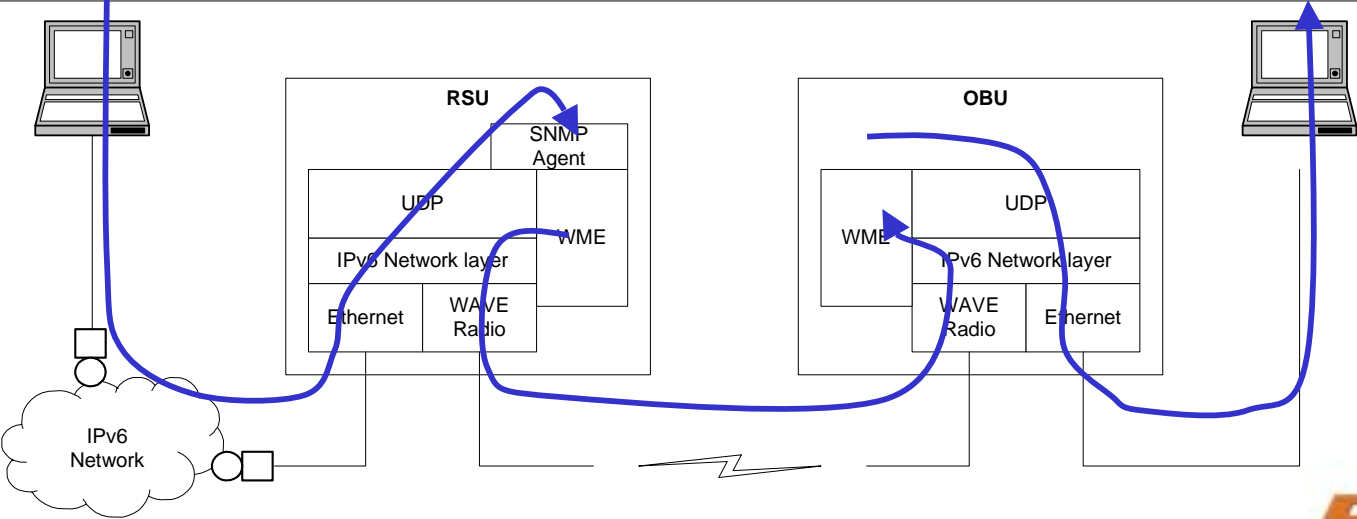 RSU
SNMP
Agent
UDP
WME
IPv6 Network layer
Ethernet
WAVE
Radio
OBU
UDP
WME
IPv6 Network layer
WAVE
Radio
Ethernet
IPv6
Network